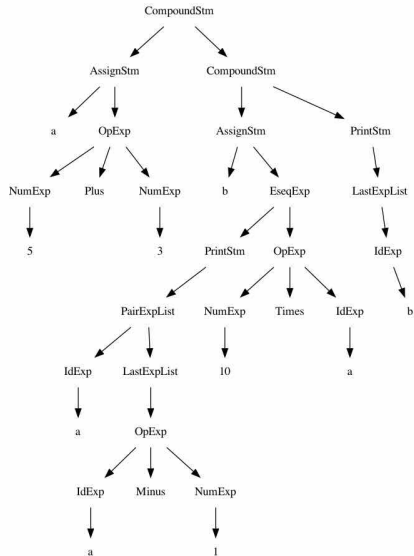 CompoundStm
AssignStm CompoundStm
a OpExp AssignStm PrintStm
NumExp Plus NumExp b EseqExp LastExpList
5 3 PrintStm OpExp IdExp
PairExpList NumExp Times IdExp b
IdExp LastExpList 10 a
a OpExp
IdExp Minus NumExp
a 1